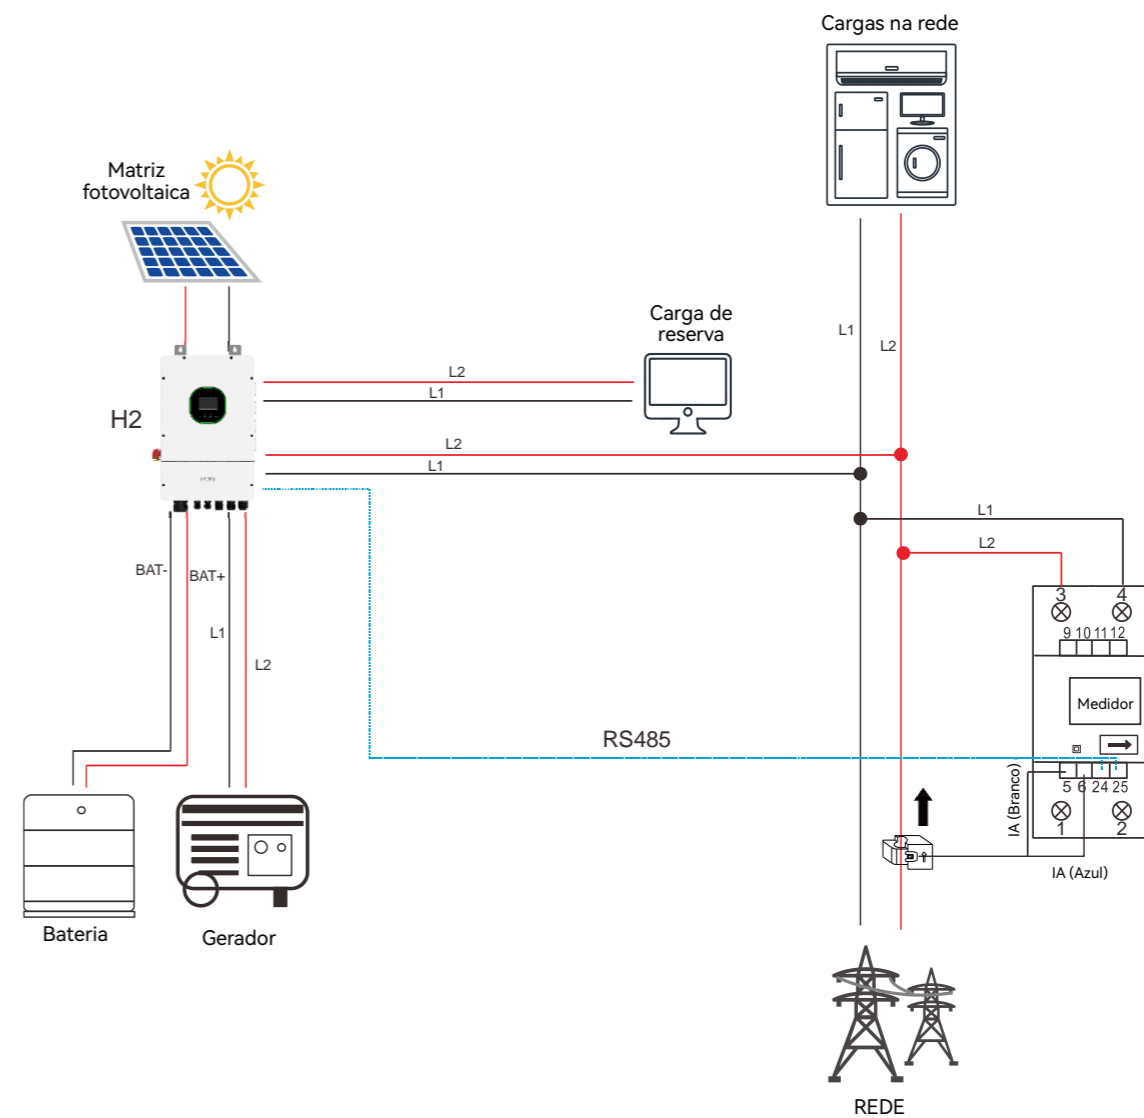 Cargas na rede
Matriz
fotovoltaica
Carga de
reserva
L1
L2
L2
L1
H2
L2
L1
L1
L2
3 4
9 10 11 12
BAT-
BAT+
L1
L2
Medidor
RS485
5 6 24 25
IA (Branco)
1 2
IA (Azul)
Bateria
Gerador
REDE